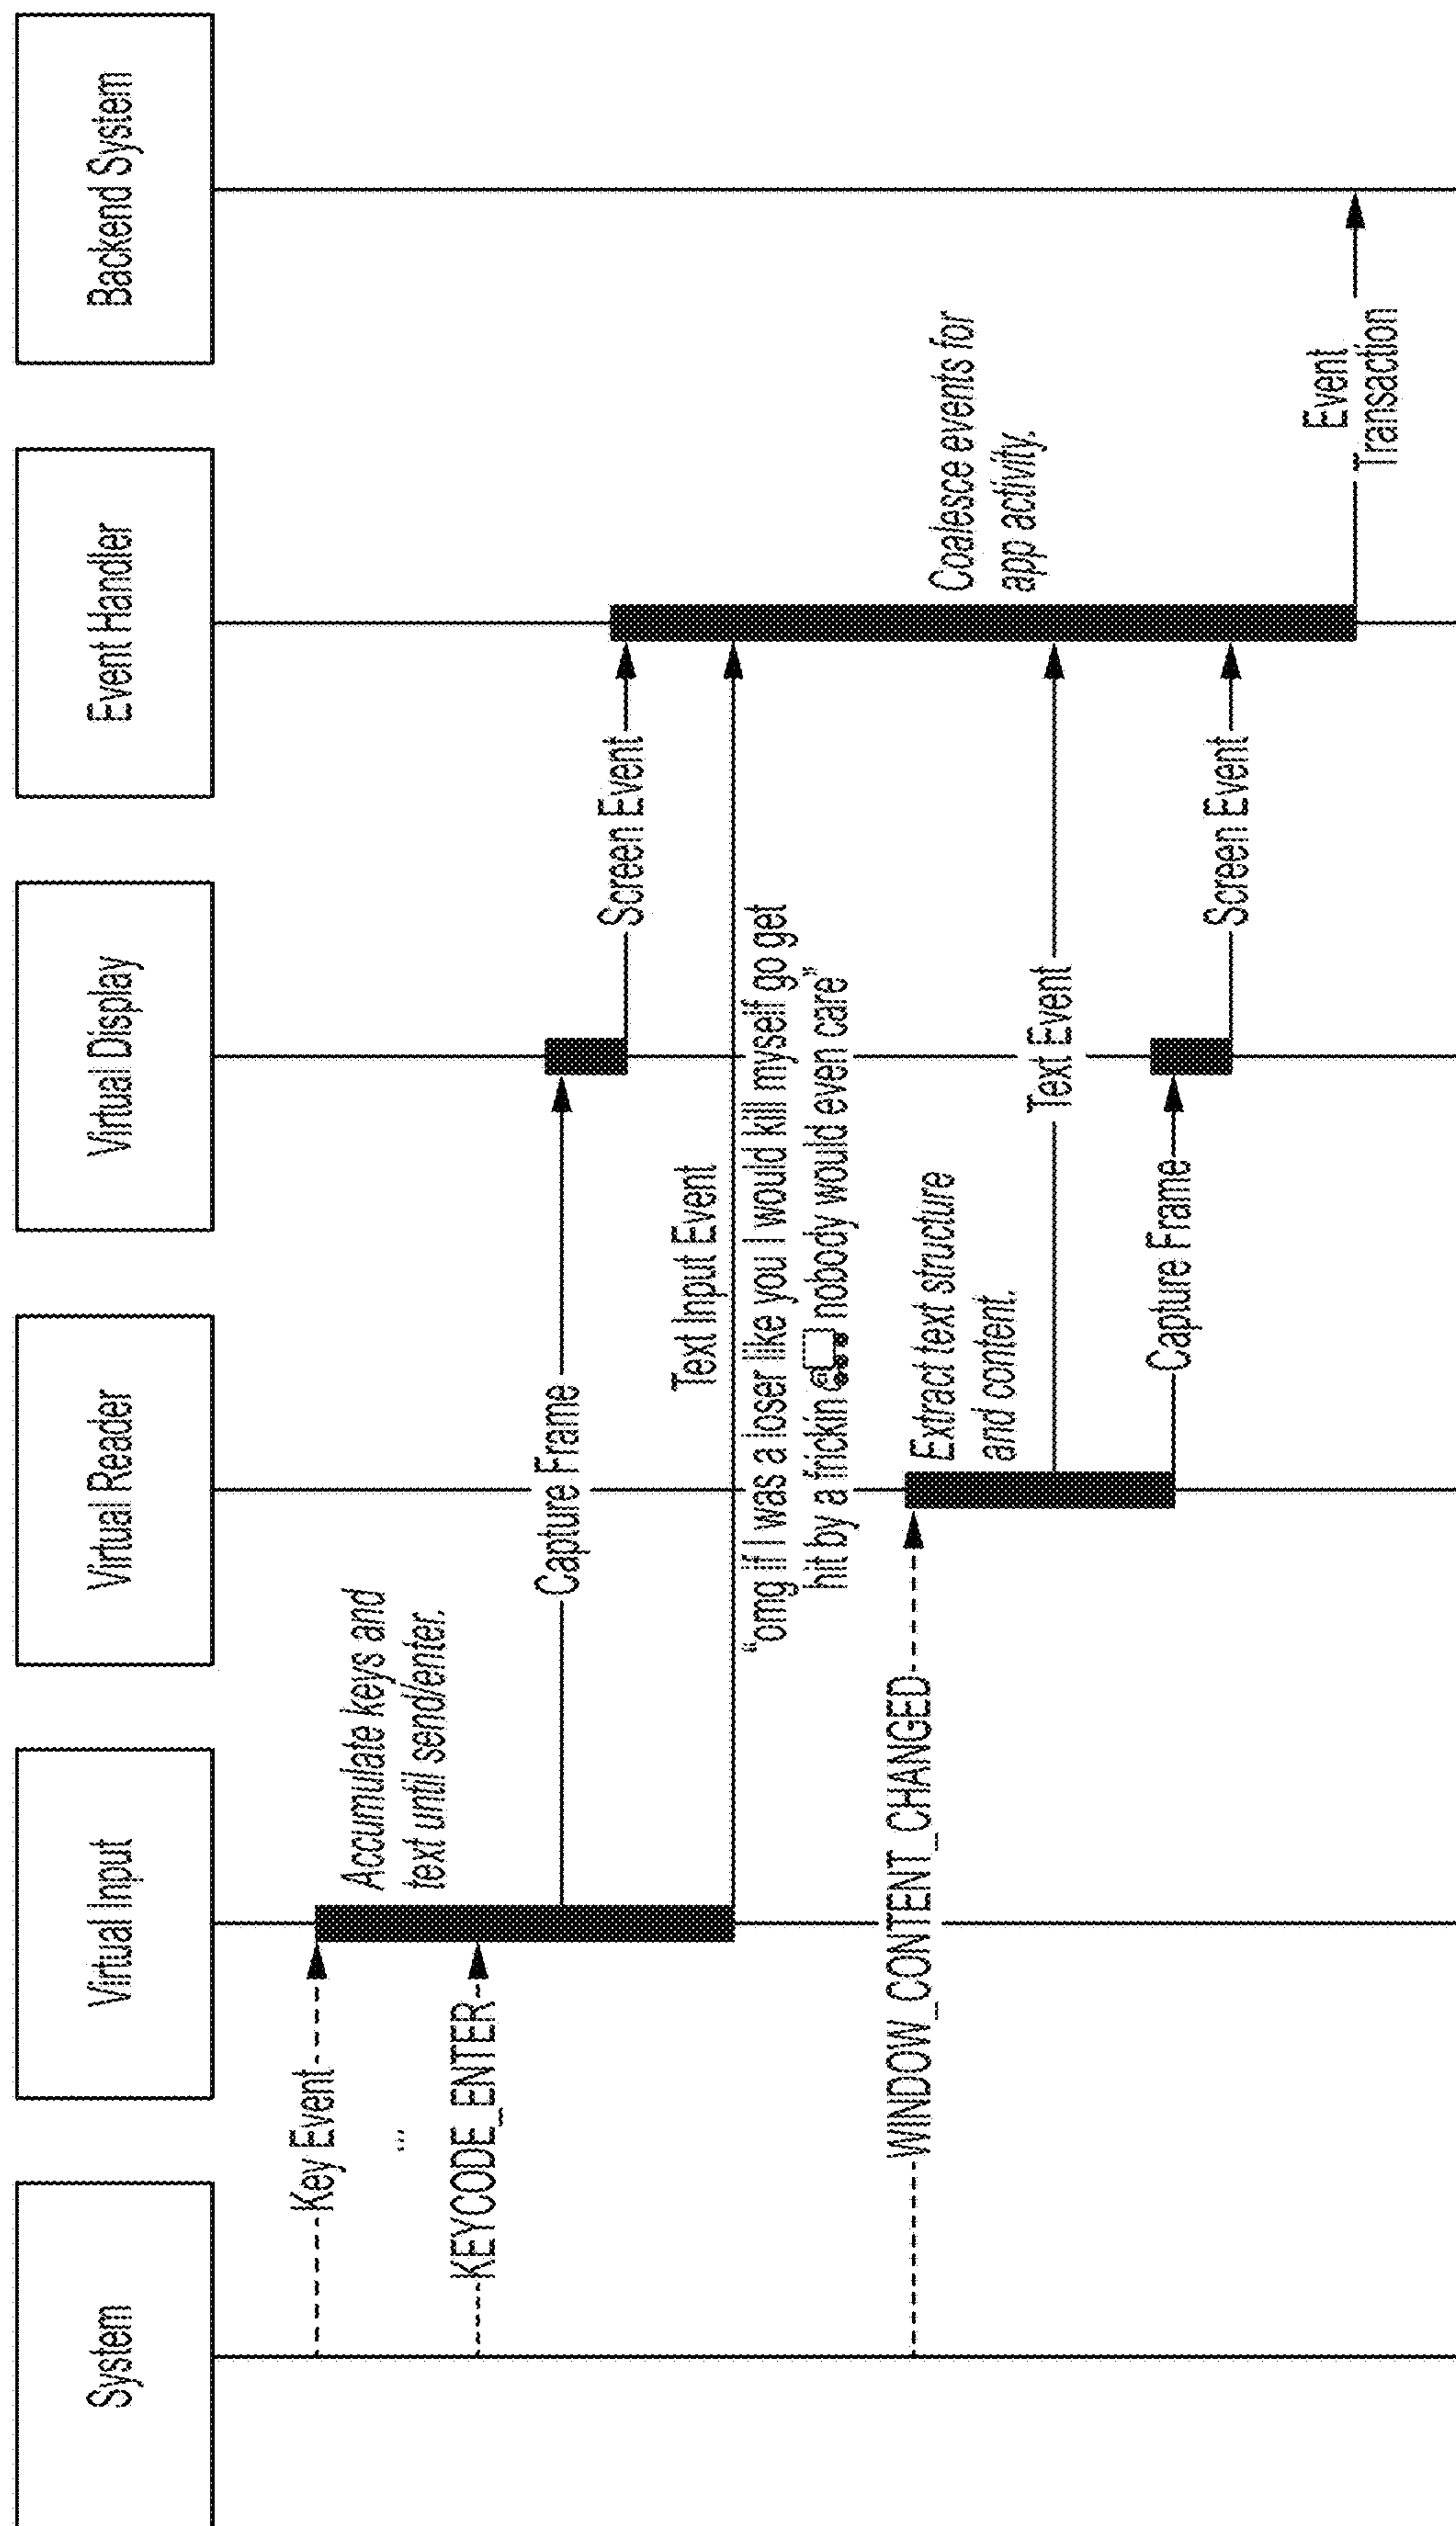 System
Virtual Input
Virtual Reader
Virtual Display
Event Handler
Backend System
Key Event
Accumulate keys and
text until send/enter.
...
KEYCODE_ENTER
Capture Frame
Screen Event
Text Input Event
“omg if I was a loser like you I would kill myself go get
hit by a frickin 🚚 nobody would even care”
WINDOW_CONTENT_CHANGED
Extract text structure
and content.
Coalesce events for
app activity.
Text Event
Capture Frame
Screen Event
Event
Transaction